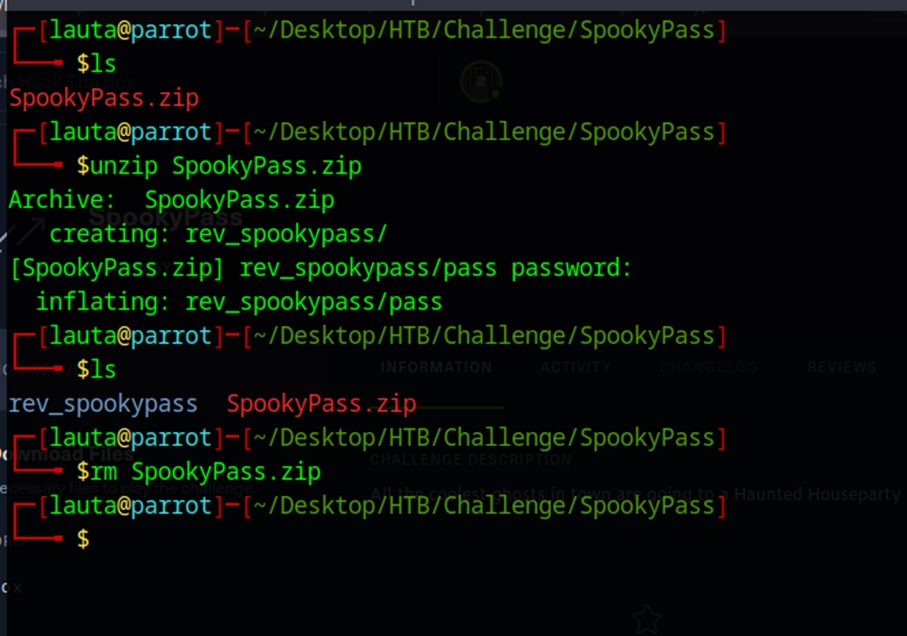 [lauta@parrot]─[~/Desktop/HTB/Challenge/SpookyPass]
$ls
SpookyPass.zip
[lauta@parrot]─[~/Desktop/HTB/Challenge/SpookyPass]
$unzip SpookyPass.zip
Archive:  SpookyPass.zip
SpookyPass
creating: rev_spookypass/
[SpookyPass.zip] rev_spookypass/pass password:
inflating: rev_spookypass/pass
[lauta@parrot]─[~/Desktop/HTB/Challenge/SpookyPass]
$ls
INFORMATION ACTIVITY CHANGELOG REVIEWS
rev_spookypass  SpookyPass.zip
[lauta@parrot]─[~/Desktop/HTB/Challenge/SpookyPass]
CHALLENGE DESCRIPTION
$rm SpookyPass.zip
All the coolest ghosts in town are going to a Haunted Houseparty
[lauta@parrot]─[~/Desktop/HTB/Challenge/SpookyPass]
$